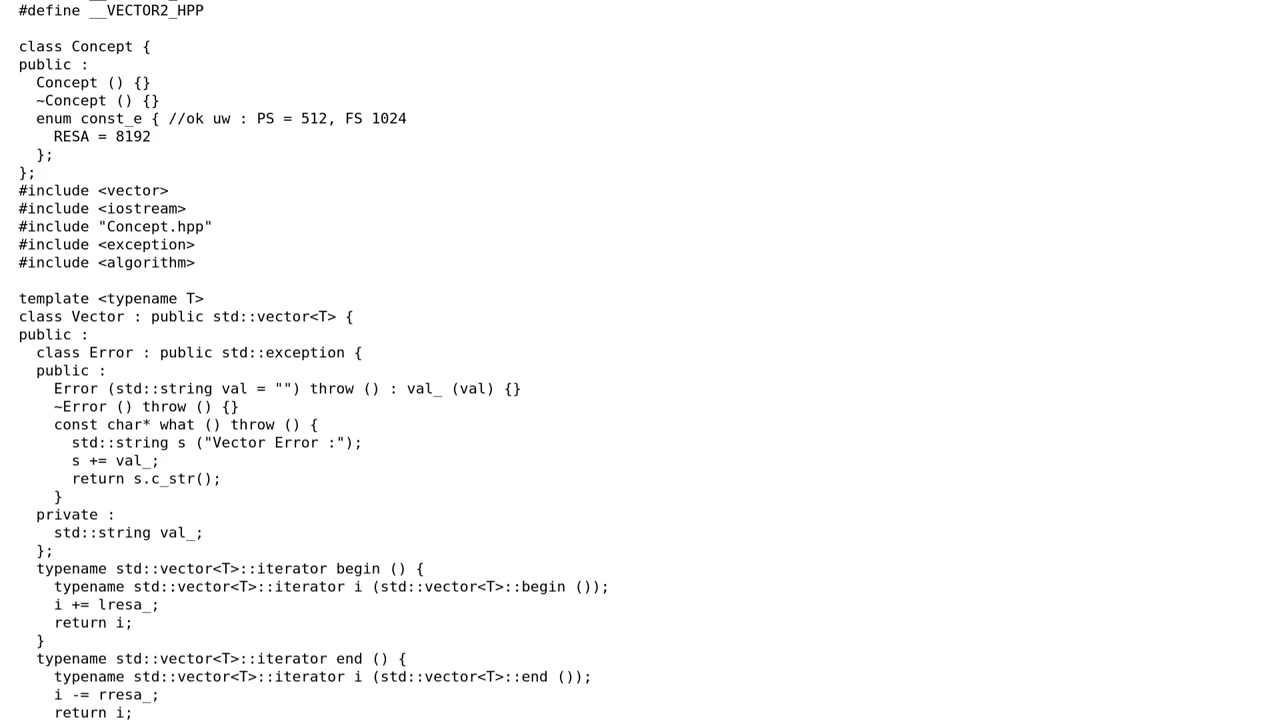 #define __VECTOR2_HPP

class Concept {
public :
  Concept () {}
  ~Concept () {}
  enum const_e { //ok uw : PS = 512, FS 1024
    RESA = 8192
  };
};
#include <vector>
#include <iostream>
#include "Concept.hpp"
#include <exception>
#include <algorithm>

template <typename T>
class Vector : public std::vector<T> {
public :
  class Error : public std::exception {
  public :
    Error (std::string val = "") throw () : val_ (val) {}
    ~Error () throw () {}
    const char* what () throw () {
      std::string s ("Vector Error :");
      s += val_;
      return s.c_str();
    }
  private :
    std::string val_;
  };
  typename std::vector<T>::iterator begin () {
    typename std::vector<T>::iterator i (std::vector<T>::begin ());
    i += lresa_;
    return i;
  }
  typename std::vector<T>::iterator end () {
    typename std::vector<T>::iterator i (std::vector<T>::end ());
    i -= rresa_;
    return i;